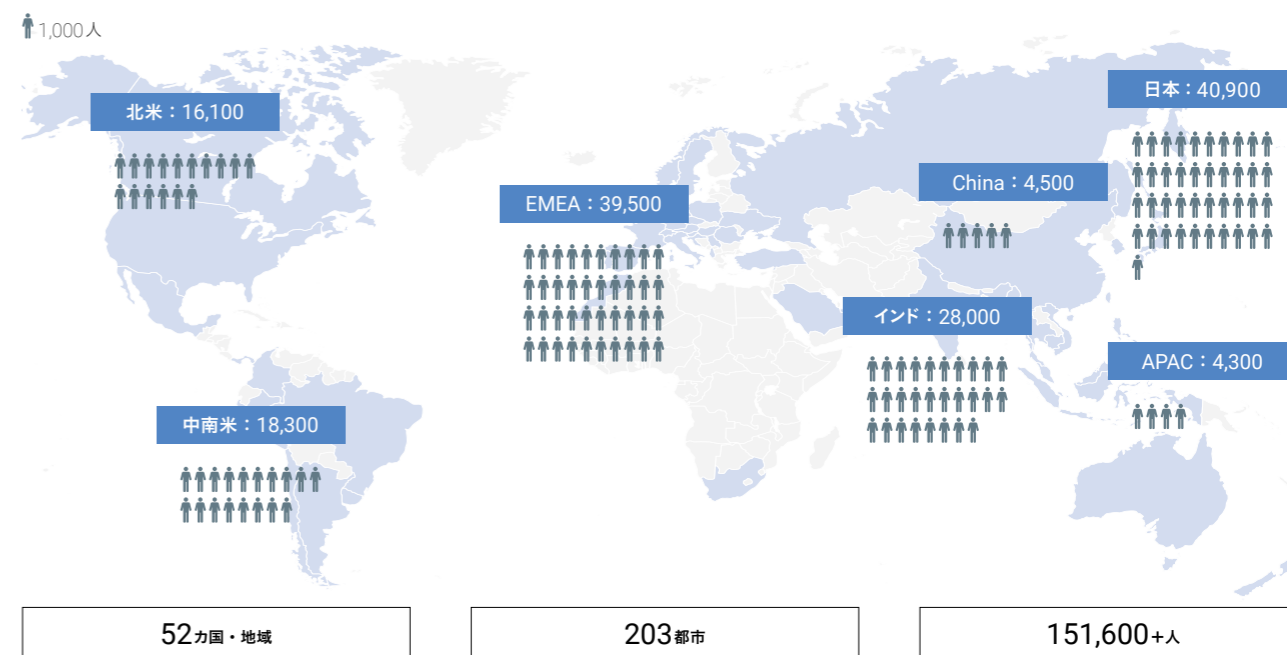 1,000人
北米：16,100
日本：40,900
China：4,500
EMEA：39,500
インド：28,000
APAC：4,300
中南米：18,300
52カ国・地域
203都市
151,600+人